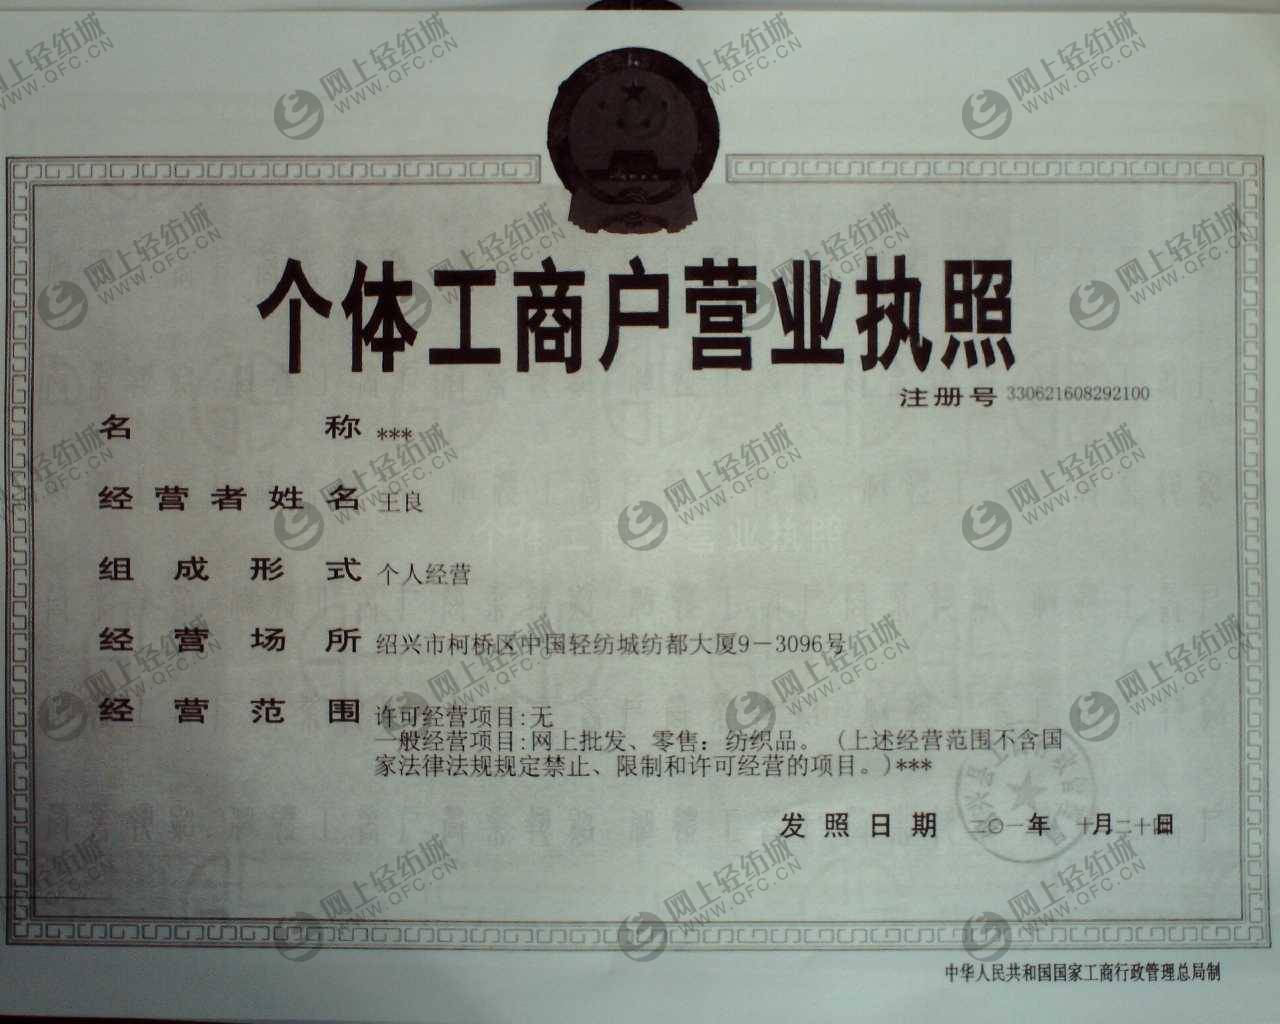 个体工商户营业执照
注册号 330621608292100
名称 ***
经营者姓名 王良
组成形式 个人经营
经营场所 绍兴市柯桥区中国轻纺城纺都大厦9-3096号
经营范围 许可经营项目:无
一般经营项目:网上批发、零售：纺织品。（上述经营范围不含国
家法律法规规定禁止、限制和许可经营的项目。)***
发照日期 二〇一 年 十月二十 日
中华人民共和国国家工商行政管理总局制
网上轻纺城
WWW.QFC.CN